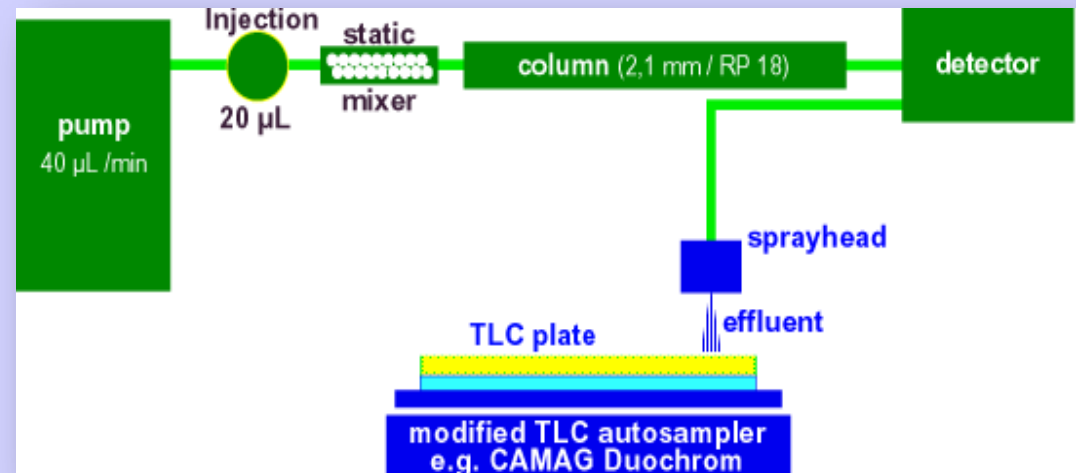 Injection
20 µL
static
mixer
pump
40 µL /min
column (2,1 mm / RP 18)
detector
sprayhead
effluent
TLC plate
modified TLC autosampler
e.g. CAMAG Duochrom